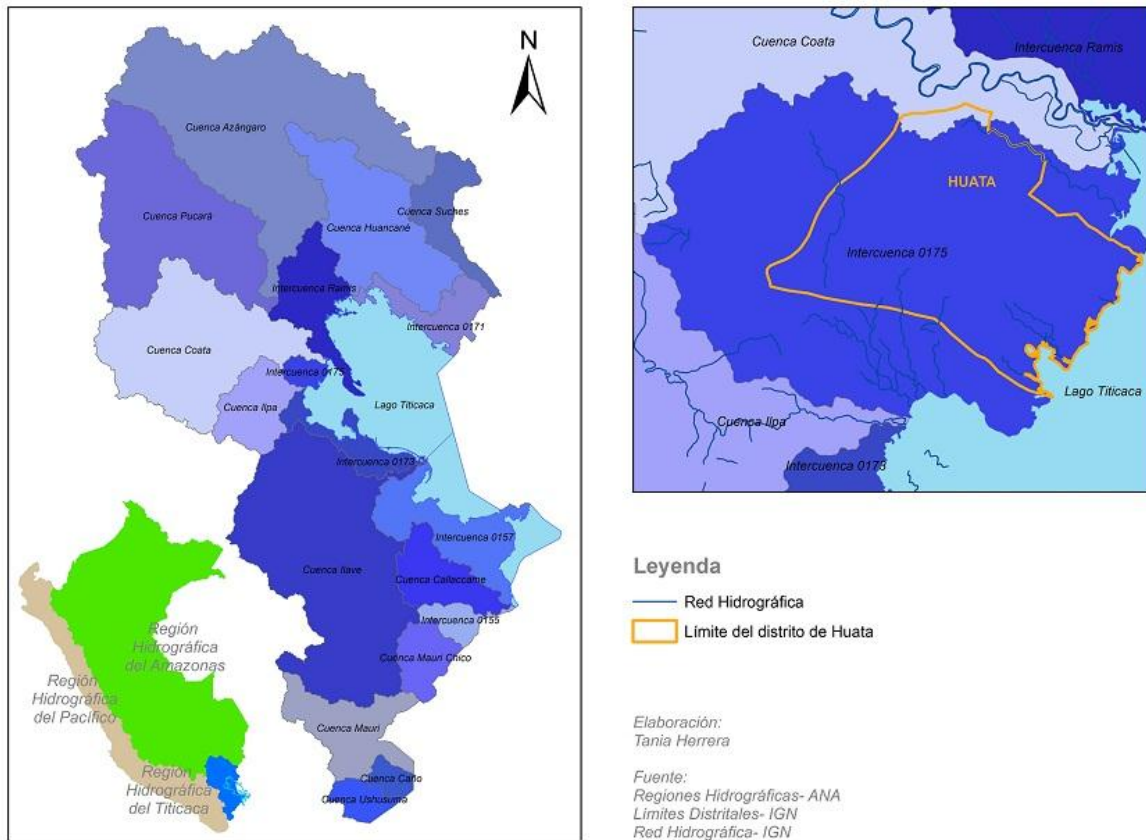 N
Cuenca Azángaro
Cuenca Pucará
Cuenca Suches
Cuenca Huancané
Intercuenca Ramis
Intercuenca 0171
Cuenca Coata
Intercuenca 0175
Cuenca Ilpa
Lago Titicaca
Intercuenca 0173
Intercuenca 0157
Cuenca Ilave
Cuenca Callaccame
Intercuenca 0155
Cuenca Mauri Chico
Cuenca Mauri
Cuenca Caño
Cuenca Ushusuma
Región
Hidrográfica
del Amazonas
Región
Hidrográfica
del Pacífico
Región
Hidrográfica
del Titicaca
Cuenca Coata
Intercuenca Ramis
HUATA
Intercuenca 0175
Lago Titicaca
Cuenca Ilpa
Intercuenca 0173
Leyenda
Red Hidrográfica
Límite del distrito de Huata
Elaboración:
Tania Herrera
Fuente:
Regiones Hidrográficas- ANA
Límites Distritales- IGN
Red Hidrográfica- IGN